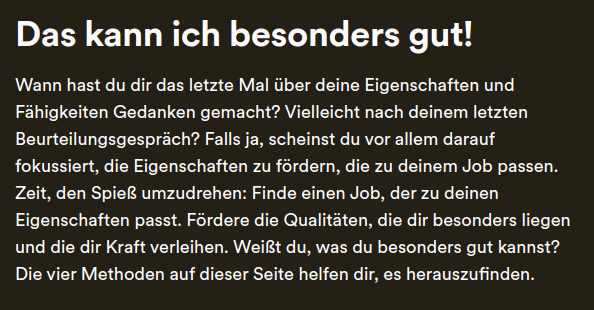 Das kann ich besonders gut!
Wann hast du dir das letzte Mal über deine Eigenschaften und
Fähigkeiten Gedanken gemacht? Vielleicht nach deinem letzten
Beurteilungsgespräch? Falls ja, scheinst du vor allem darauf
fokussiert, die Eigenschaften zu fördern, die zu deinem Job passen.
Zeit, den Spieß umzudrehen: Finde einen Job, der zu deinen
Eigenschaften passt. Fördere die Qualitäten, die dir besonders liegen
und die dir Kraft verleihen. Weißt du, was du besonders gut kannst?
Die vier Methoden auf dieser Seite helfen dir, es herauszufinden.